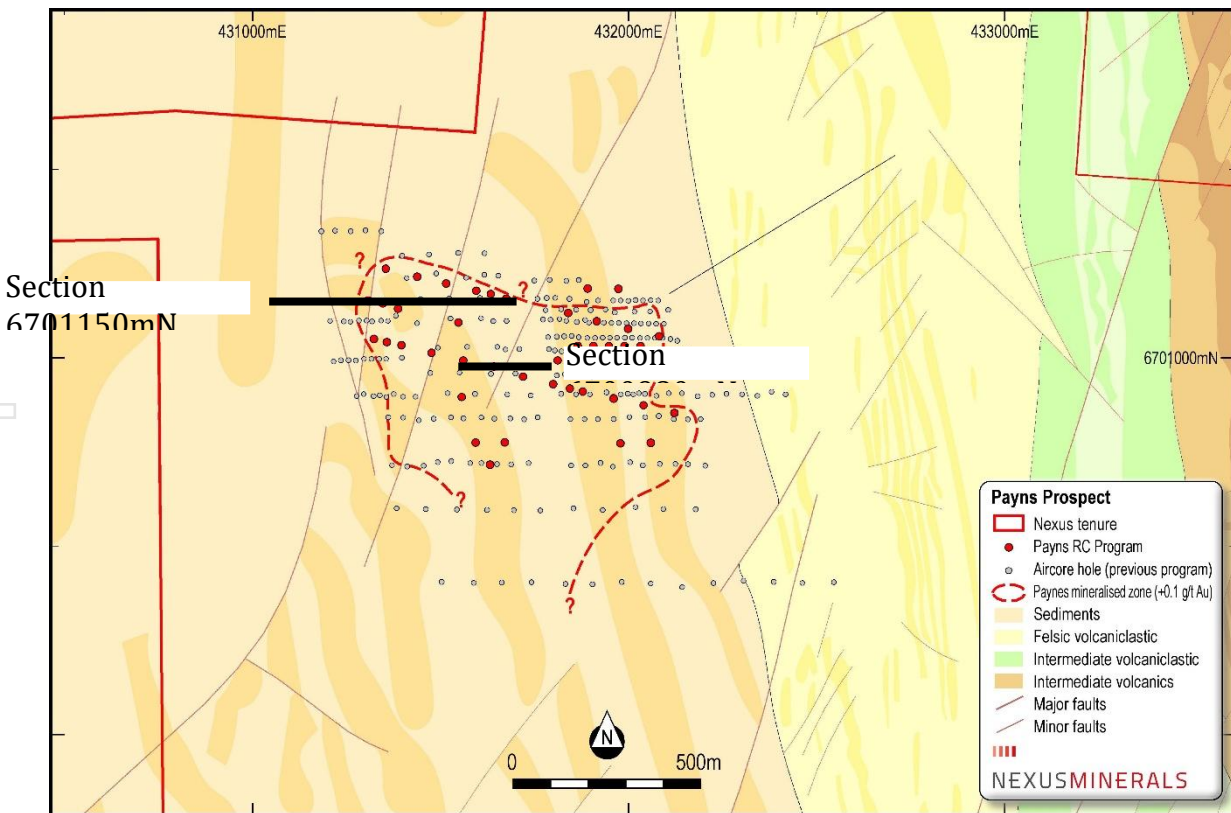 431000mE
432000mE
433000mE
Section
6701150mN
?
?
Section
6701000mN
?
?
Payns Prospect
Nexus tenure
Payns RC Program
Aircore hole (previous program)
Paynes mineralised zone (+0.1 g/t Au)
Sediments
Felsic volcaniclastic
Intermediate volcaniclastic
Intermediate volcanics
Major faults
Minor faults
NEXUSMINERALS
N
0 500m